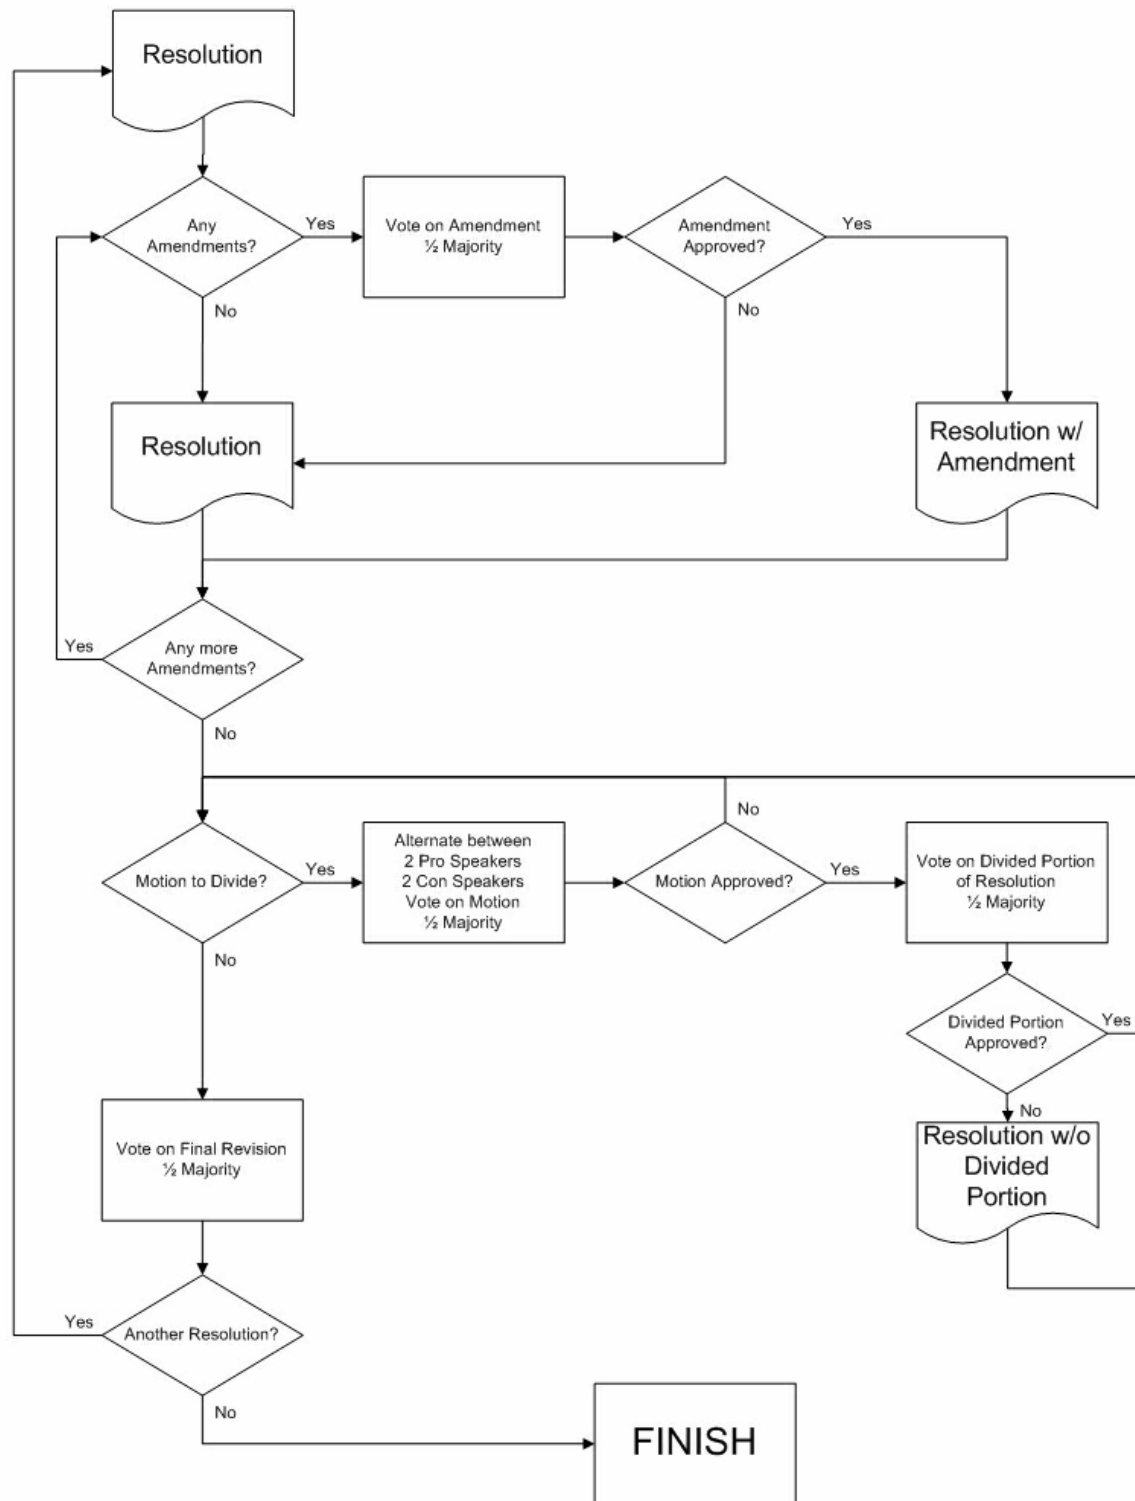 Resolution
Any
Amendments?
Yes
Vote on Amendment
½ Majority
Amendment
Approved?
Yes
No
No
Resolution
Resolution w/
Amendment
Any more
Amendments?
Yes
No
Motion to Divide?
Yes
Alternate between
2 Pro Speakers
2 Con Speakers
Vote on Motion
½ Majority
No
Motion Approved?
Yes
Vote on Divided Portion
of Resolution
½ Majority
No
Divided Portion
Approved?
Yes
No
Resolution w/o
Divided
Portion
Vote on Final Revision
½ Majority
Yes
Another Resolution?
No
FINISH